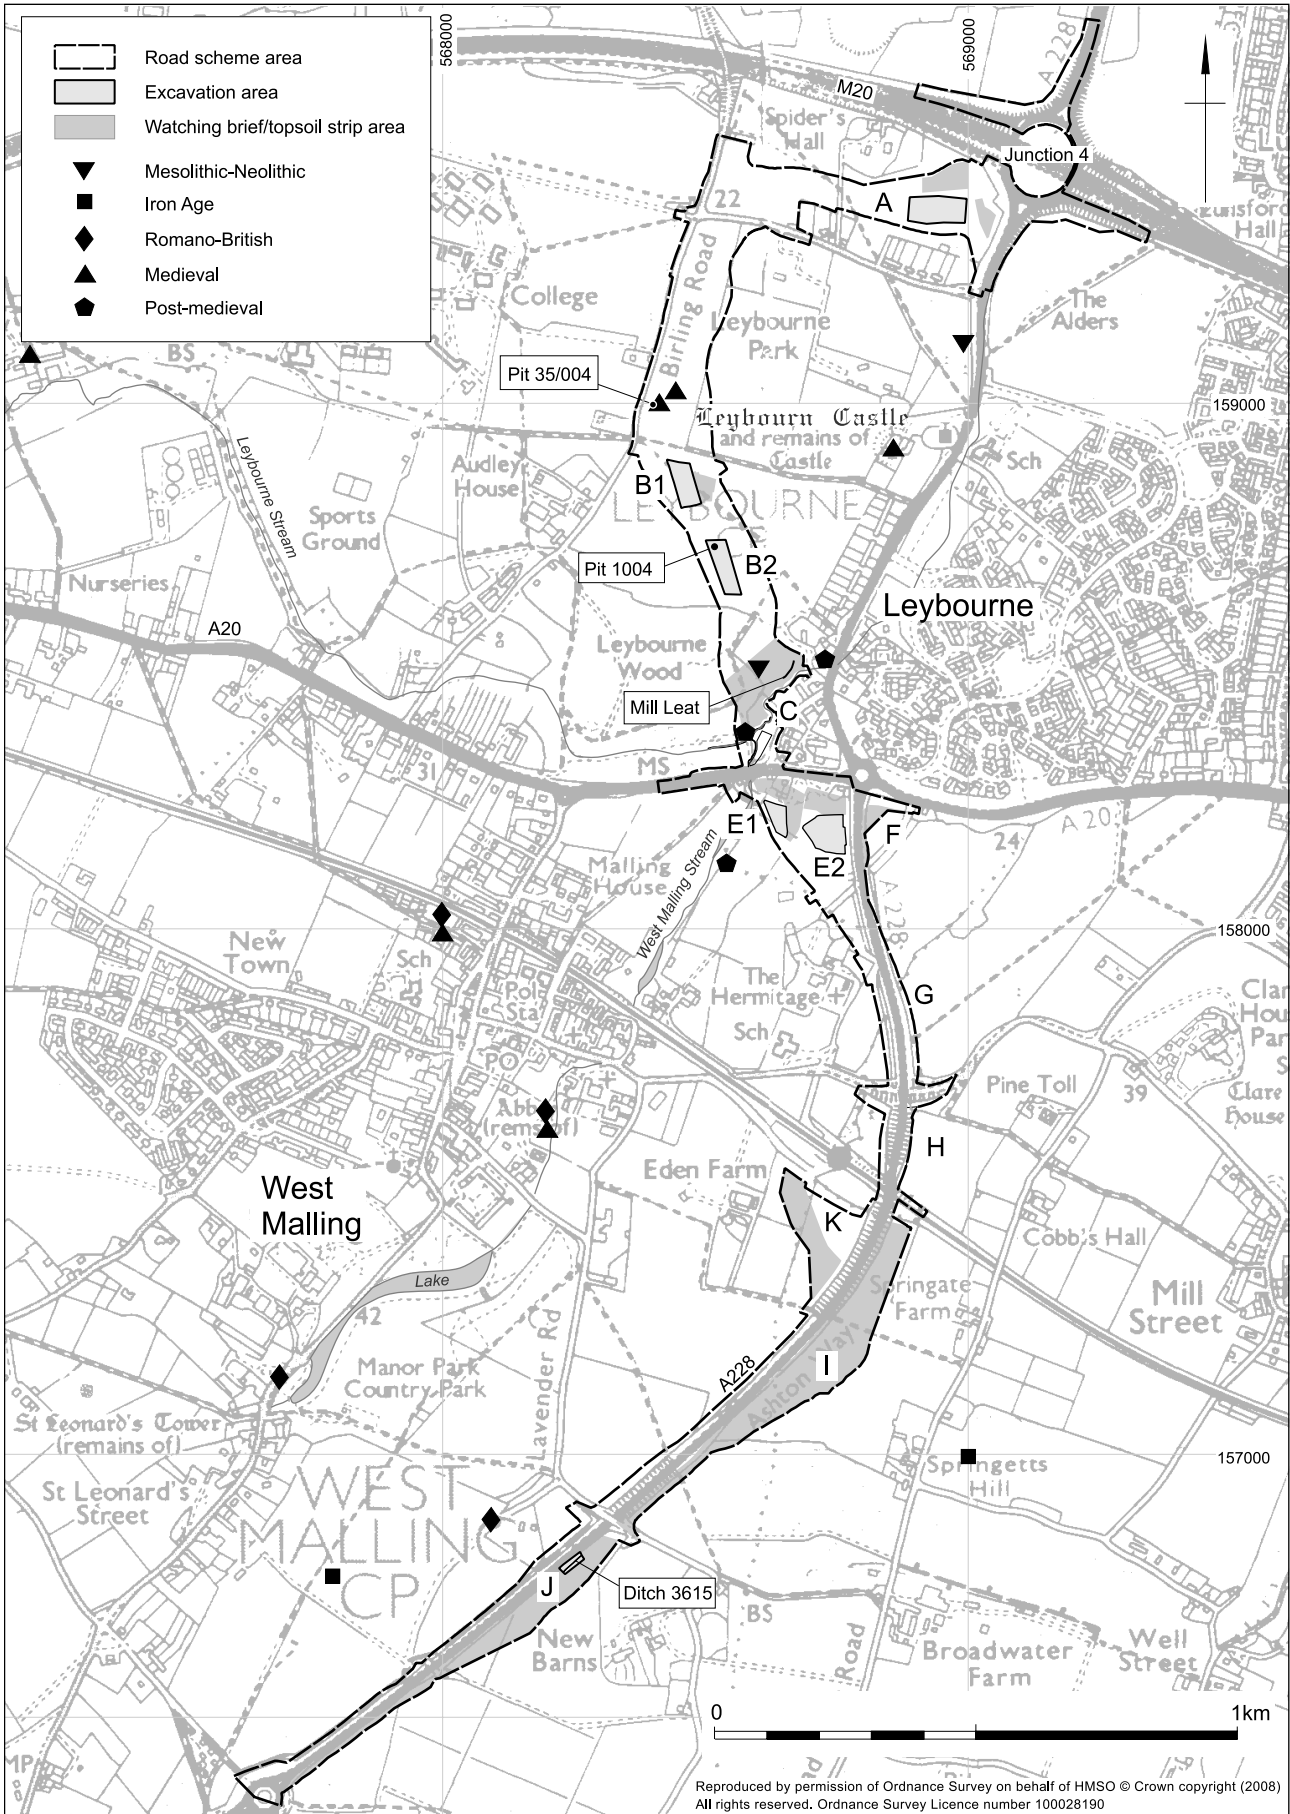 Road scheme area
Excavation area
Watching brief/topsoil strip area
Mesolithic-Neolithic
Iron Age
Romano-British
Medieval
Post-medieval
568000
569000
A 228
M20
Spider's
Hall
Junction 4
Hall
A
22
Birling Road
College
Leybourne
Park
The
Alders
BS
Pit 35/004
159000
Leybourn Castle
and remains of
Castle
Sch
Leybourne Stream
Audley
House
B1
LEYBOURNE
Sports
Ground
Pit 1004
B2
Nurseries
Leybourne
A20
Leybourne
Wood
Mill Leat
C
MS
31
E1
F
A 20
24
E2
Malling
House
West Malling Stream
A 228
158000
New
Town
Sch
Pol
Sta
The
Hermitage
Sch
G
PO
Pine Toll
39
Clare
House
H
Eden Farm
West
Malling
K
Cobb's Hall
Lake
42
Springate
Farm
Mill
Street
Manor Park
Country Park
Lavender Rd
A228
Ashton Way
I
St Leonard's Tower
(remains of)
157000
Springetts
Hill
St Leonard's
Street
WEST
MALLING
CP
J
Ditch 3615
BS
New
Barns
Road
Broadwater
Farm
Well
Street
0
1km
MP
Reproduced by permission of Ordnance Survey on behalf of HMSO © Crown copyright (2008)
All rights reserved. Ordnance Survey Licence number 100028190